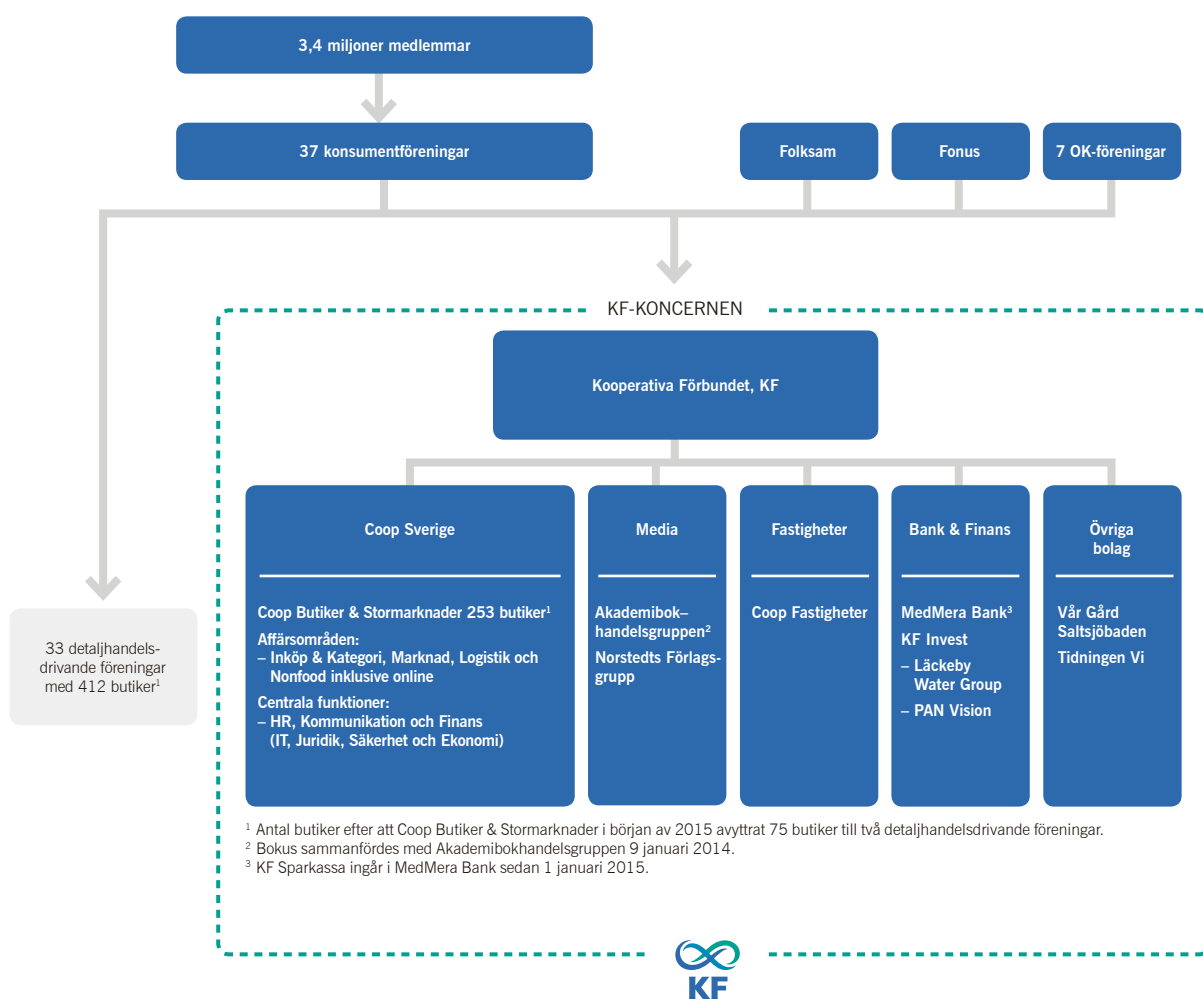 3,4 miljoner medlemmar
37 konsumentföreningar
Folksam
Fonus
7 OK-föreningar
KF-KONCERNEN
Kooperativa Förbundet, KF
33 detaljhandels-
drivande föreningar
med 412 butiker¹
Coop Sverige
Coop Butiker & Stormarknader 253 butiker¹
Affärsområden:
– Inköp & Kategori, Marknad, Logistik och
Nonfood inklusive online
Centrala funktioner:
– HR, Kommunikation och Finans
(IT, Juridik, Säkerhet och Ekonomi)
Media
Akademibok–
handelsgruppen²
Norstedts Förlags-
grupp
Fastigheter
Coop Fastigheter
Bank & Finans
MedMera Bank³
KF Invest
– Läckeby
Water Group
– PAN Vision
Övriga
bolag
Vår Gård
Saltsjöbaden
Tidningen Vi
¹ Antal butiker efter att Coop Butiker & Stormarknader i början av 2015 avyttrat 75 butiker till två detaljhandelsdrivande föreningar.
² Bokus sammanfördes med Akademibokhandelsgruppen 9 januari 2014.
³ KF Sparkassa ingår i MedMera Bank sedan 1 januari 2015.
KF